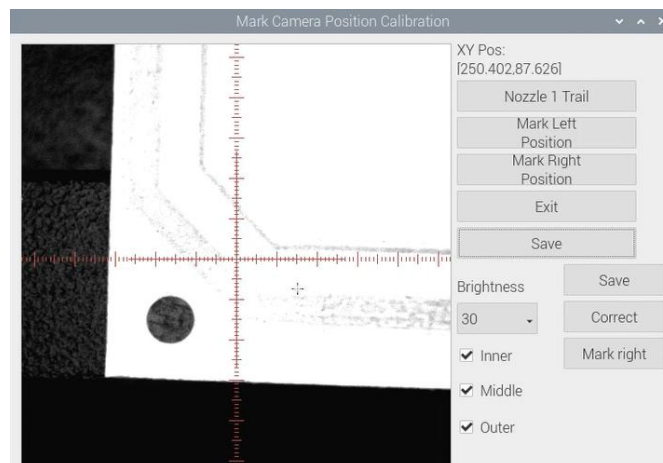 Mark Camera Position Calibration
XY Pos:
[250.402,87.626]
Nozzle 1 Trail
Mark Left
Position
Mark Right
Position
Exit
Save
Brightness
Save
30
Correct
Inner
Mark right
Middle
Outer